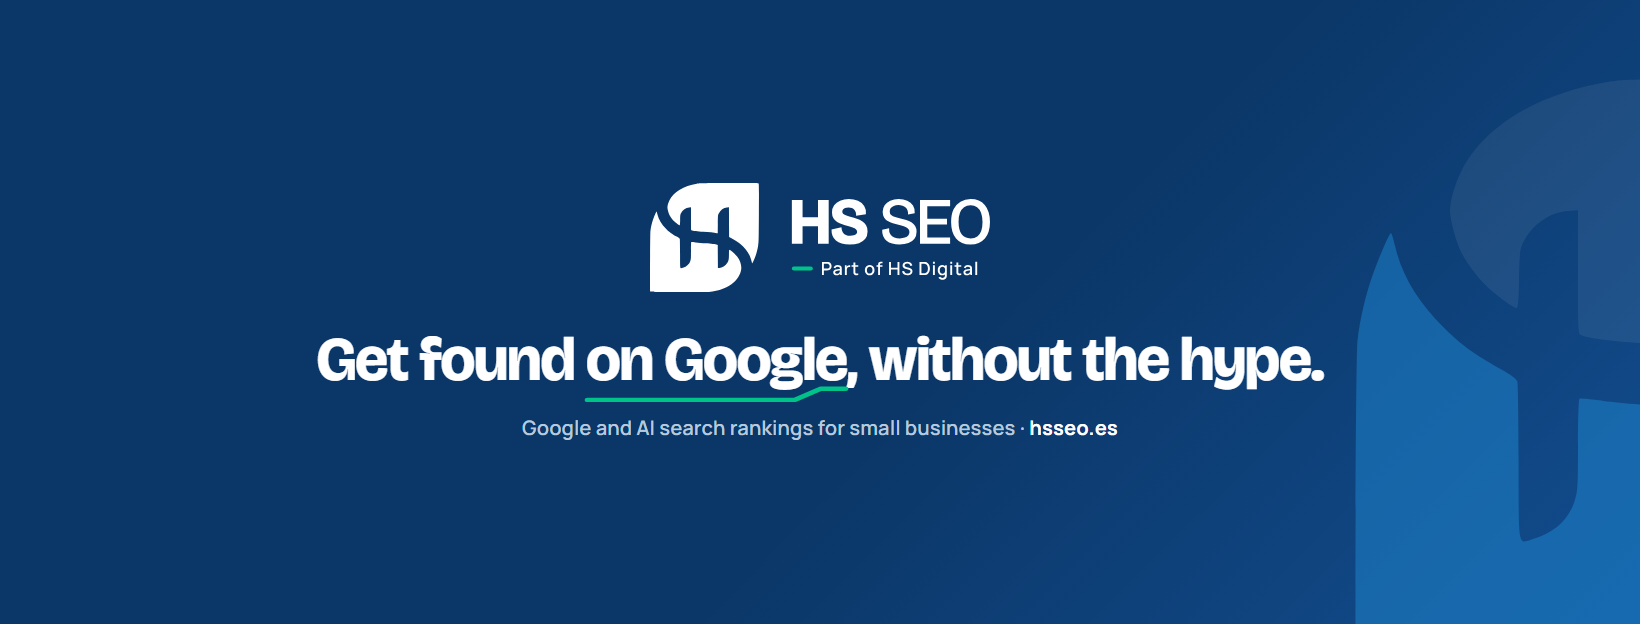 HS SEO
Part of HS Digital
Get found on Google, without the hype.
Google and AI search rankings for small businesses · hsseo.es